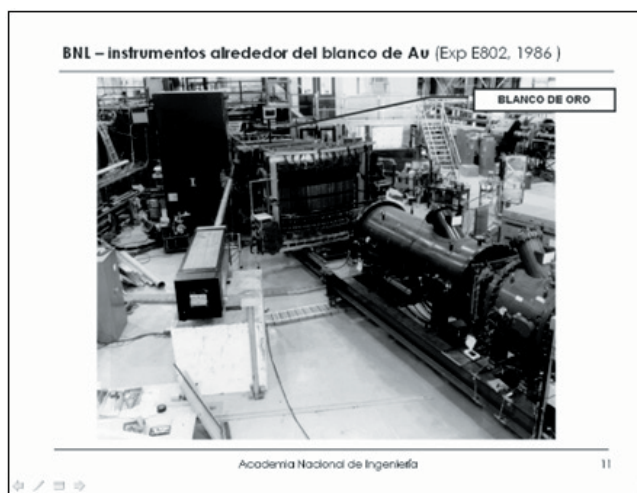 BNL – instrumentos alrededor del blanco de Au (Exp E802, 1986 )
BLANCO DE ORO
Academia Nacional de Ingeniería
11